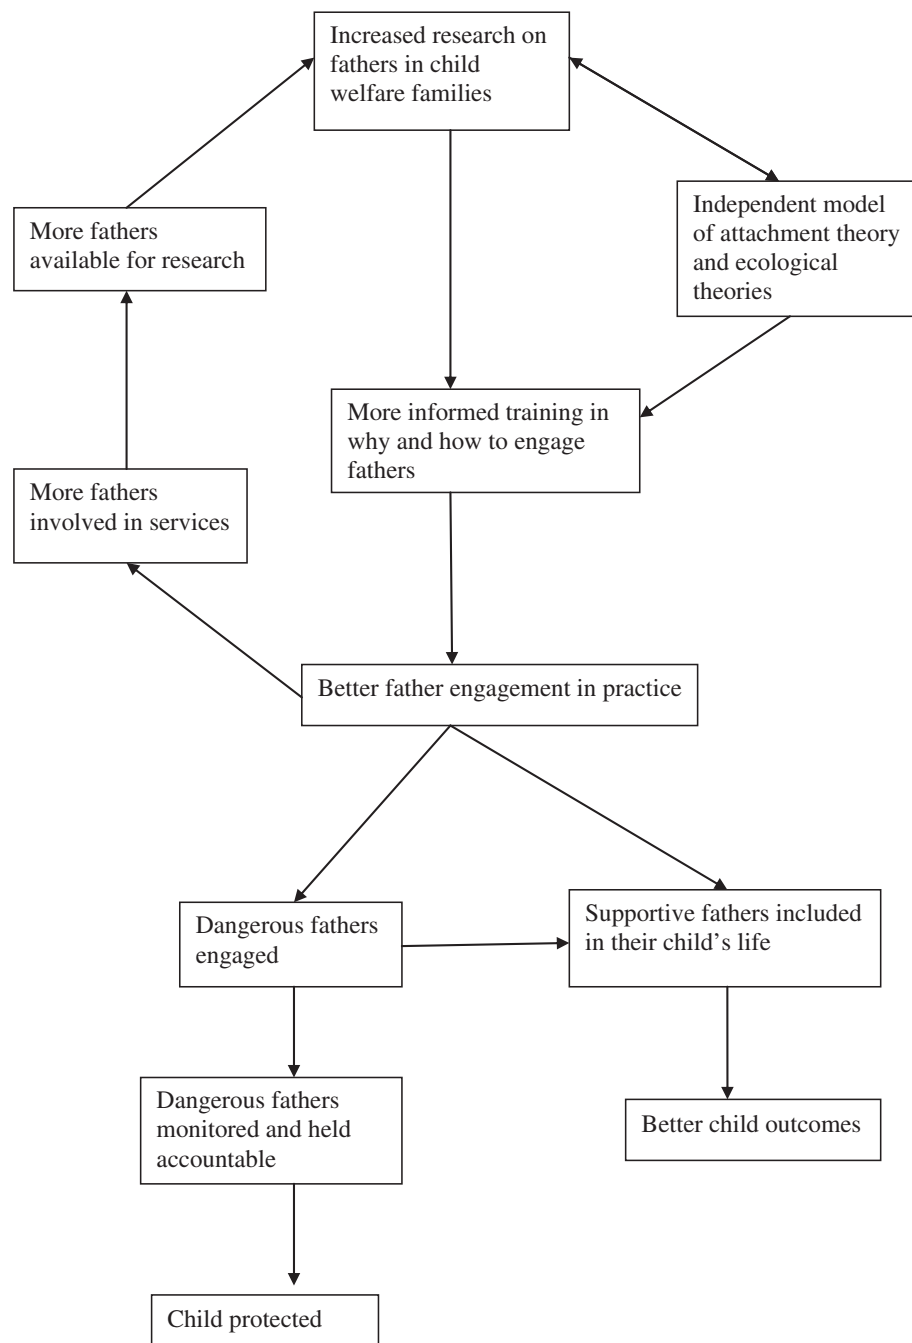 Increased research on
fathers in child
welfare families
Independent model
of attachment theory
and ecological
theories
More fathers
available for research
More informed training in
why and how to engage
fathers
More fathers
involved in services
Better father engagement in practice
Dangerous fathers
engaged
Supportive fathers included
in their child’s life
Dangerous fathers
monitored and held
accountable
Better child outcomes
Child protected